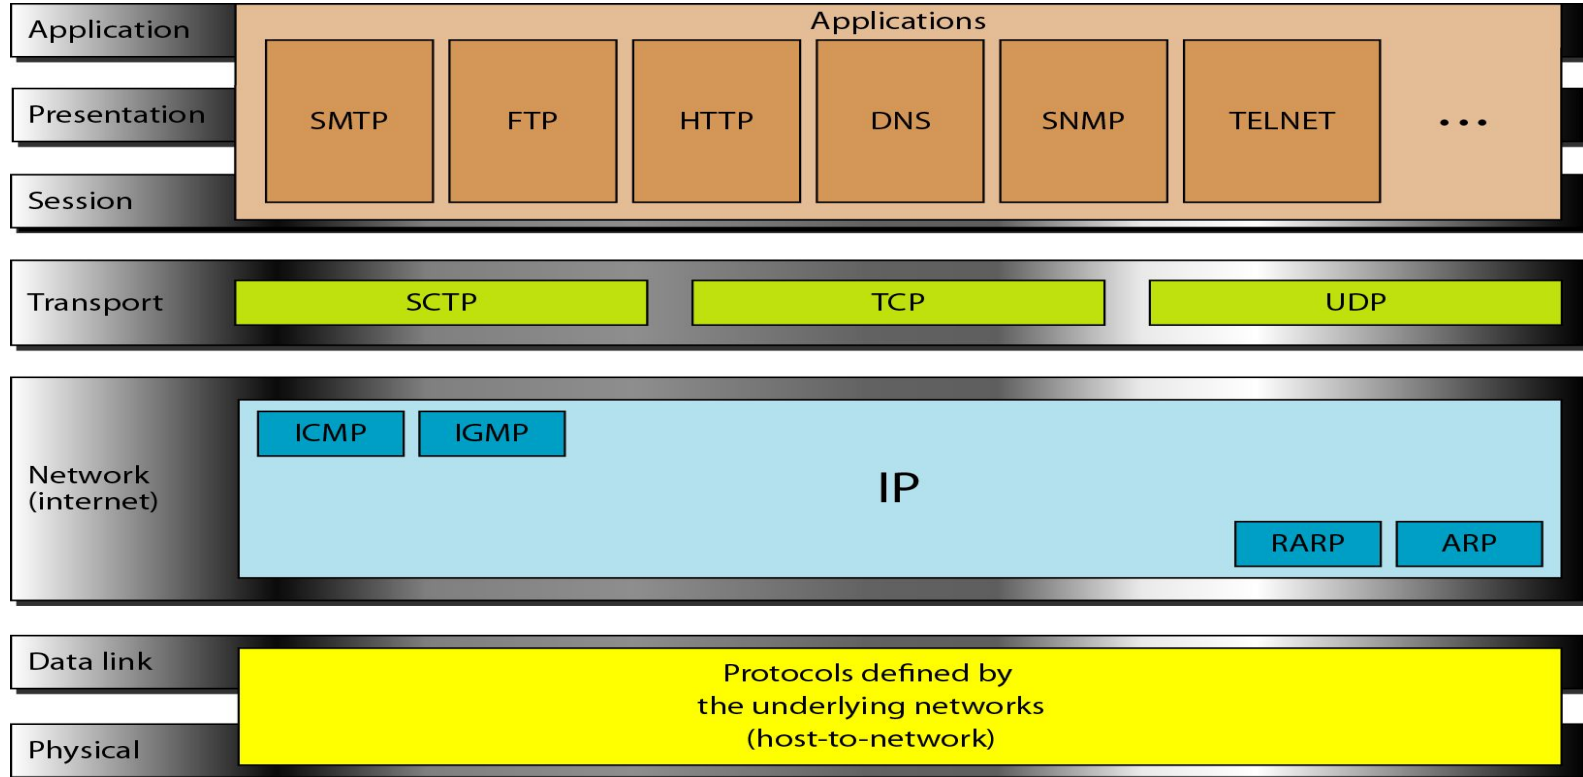 Application
Applications
Presentation
SMTP
FTP
HTTP
DNS
SNMP
TELNET
...
Session
Transport
SCTP
TCP
UDP
Network
(internet)
ICMP
IGMP
IP
RARP
ARP
Data link
Protocols defined by
the underlying networks
(host-to-network)
Physical